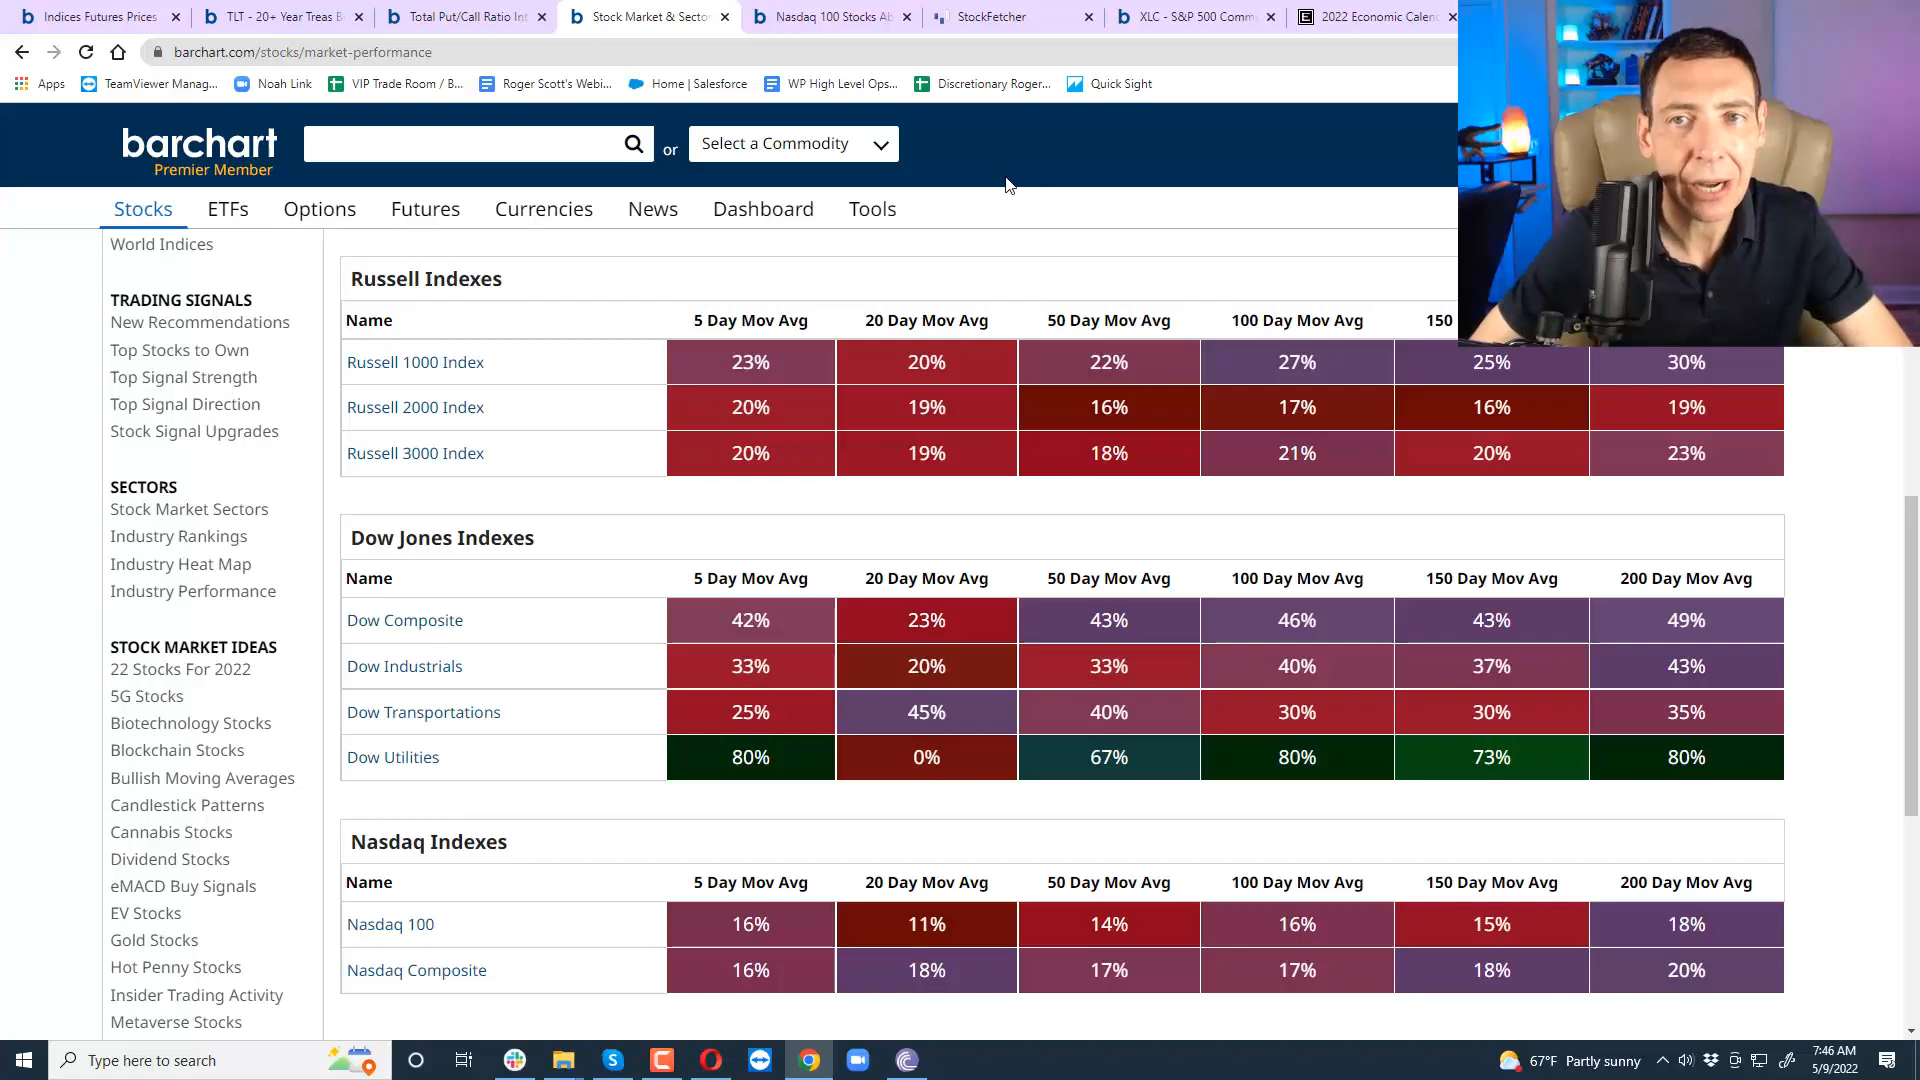 Indices Futures Prices
TLT - 20+ Year Treas B
Total Put/Call Ratio Int
Stock Market & Sector
Nasdaq 100 Stocks Ab
StockFetcher
XLC - S&P 500 Comm
2022 Economic Calend
barchart.com/stocks/market-performance
Apps
TeamViewer Manag...
Noah Link
VIP Trade Room / B...
Roger Scott's Webi...
Home | Salesforce
WP High Level Ops...
Discretionary Roger...
Quick Sight
barchart
Premier Member
or
Select a Commodity
Stocks ETFs Options Futures Currencies News Dashboard Tools
World Indices
TRADING SIGNALS
New Recommendations
Top Stocks to Own
Top Signal Strength
Top Signal Direction
Stock Signal Upgrades
SECTORS
Stock Market Sectors
Industry Rankings
Industry Heat Map
Industry Performance
STOCK MARKET IDEAS
22 Stocks For 2022
5G Stocks
Biotechnology Stocks
Blockchain Stocks
Bullish Moving Averages
Candlestick Patterns
Cannabis Stocks
Dividend Stocks
eMACD Buy Signals
EV Stocks
Gold Stocks
Hot Penny Stocks
Insider Trading Activity
Metaverse Stocks
Russell Indexes
Name 5 Day Mov Avg 20 Day Mov Avg 50 Day Mov Avg 100 Day Mov Avg 150
Russell 1000 Index 23% 20% 22% 27% 25% 30%
Russell 2000 Index 20% 19% 16% 17% 16% 19%
Russell 3000 Index 20% 19% 18% 21% 20% 23%
Dow Jones Indexes
Name 5 Day Mov Avg 20 Day Mov Avg 50 Day Mov Avg 100 Day Mov Avg 150 Day Mov Avg 200 Day Mov Avg
Dow Composite 42% 23% 43% 46% 43% 49%
Dow Industrials 33% 20% 33% 40% 37% 43%
Dow Transportations 25% 45% 40% 30% 30% 35%
Dow Utilities 80% 0% 67% 80% 73% 80%
Nasdaq Indexes
Name 5 Day Mov Avg 20 Day Mov Avg 50 Day Mov Avg 100 Day Mov Avg 150 Day Mov Avg 200 Day Mov Avg
Nasdaq 100 16% 11% 14% 16% 15% 18%
Nasdaq Composite 16% 18% 17% 17% 18% 20%
Type here to search
67°F Partly sunny
7:46 AM
5/9/2022